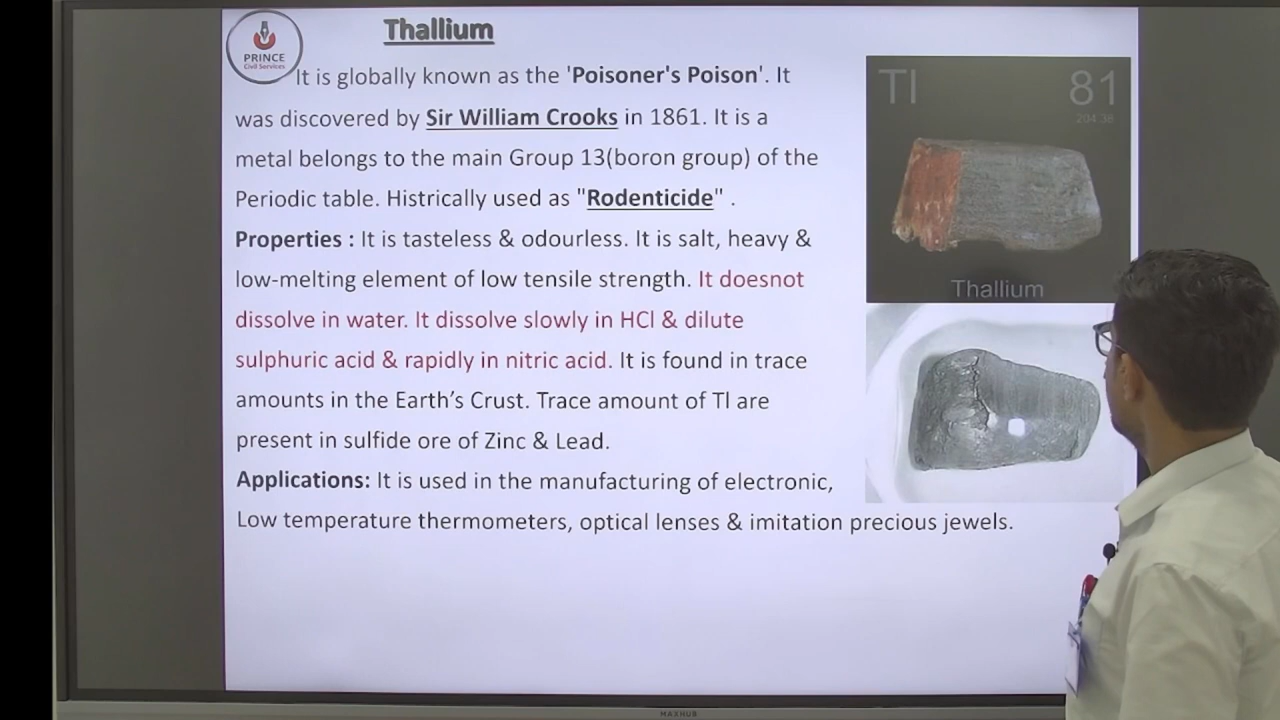 Thallium
PRINCE
Civil Services
It is globally known as the 'Poisoner's Poison'. It
was discovered by Sir William Crooks in 1861. It is a
metal belongs to the main Group 13(boron group) of the
Periodic table. Histrically used as "Rodenticide" .
Properties : It is tasteless & odourless. It is salt, heavy &
low-melting element of low tensile strength. It doesnot
dissolve in water. It dissolve slowly in HCl & dilute
sulphuric acid & rapidly in nitric acid. It is found in trace
amounts in the Earth’s Crust. Trace amount of Tl are
present in sulfide ore of Zinc & Lead.
Applications: It is used in the manufacturing of electronic,
Low temperature thermometers, optical lenses & imitation precious jewels.
Tl 81
204.38
Thallium
MAXHUB